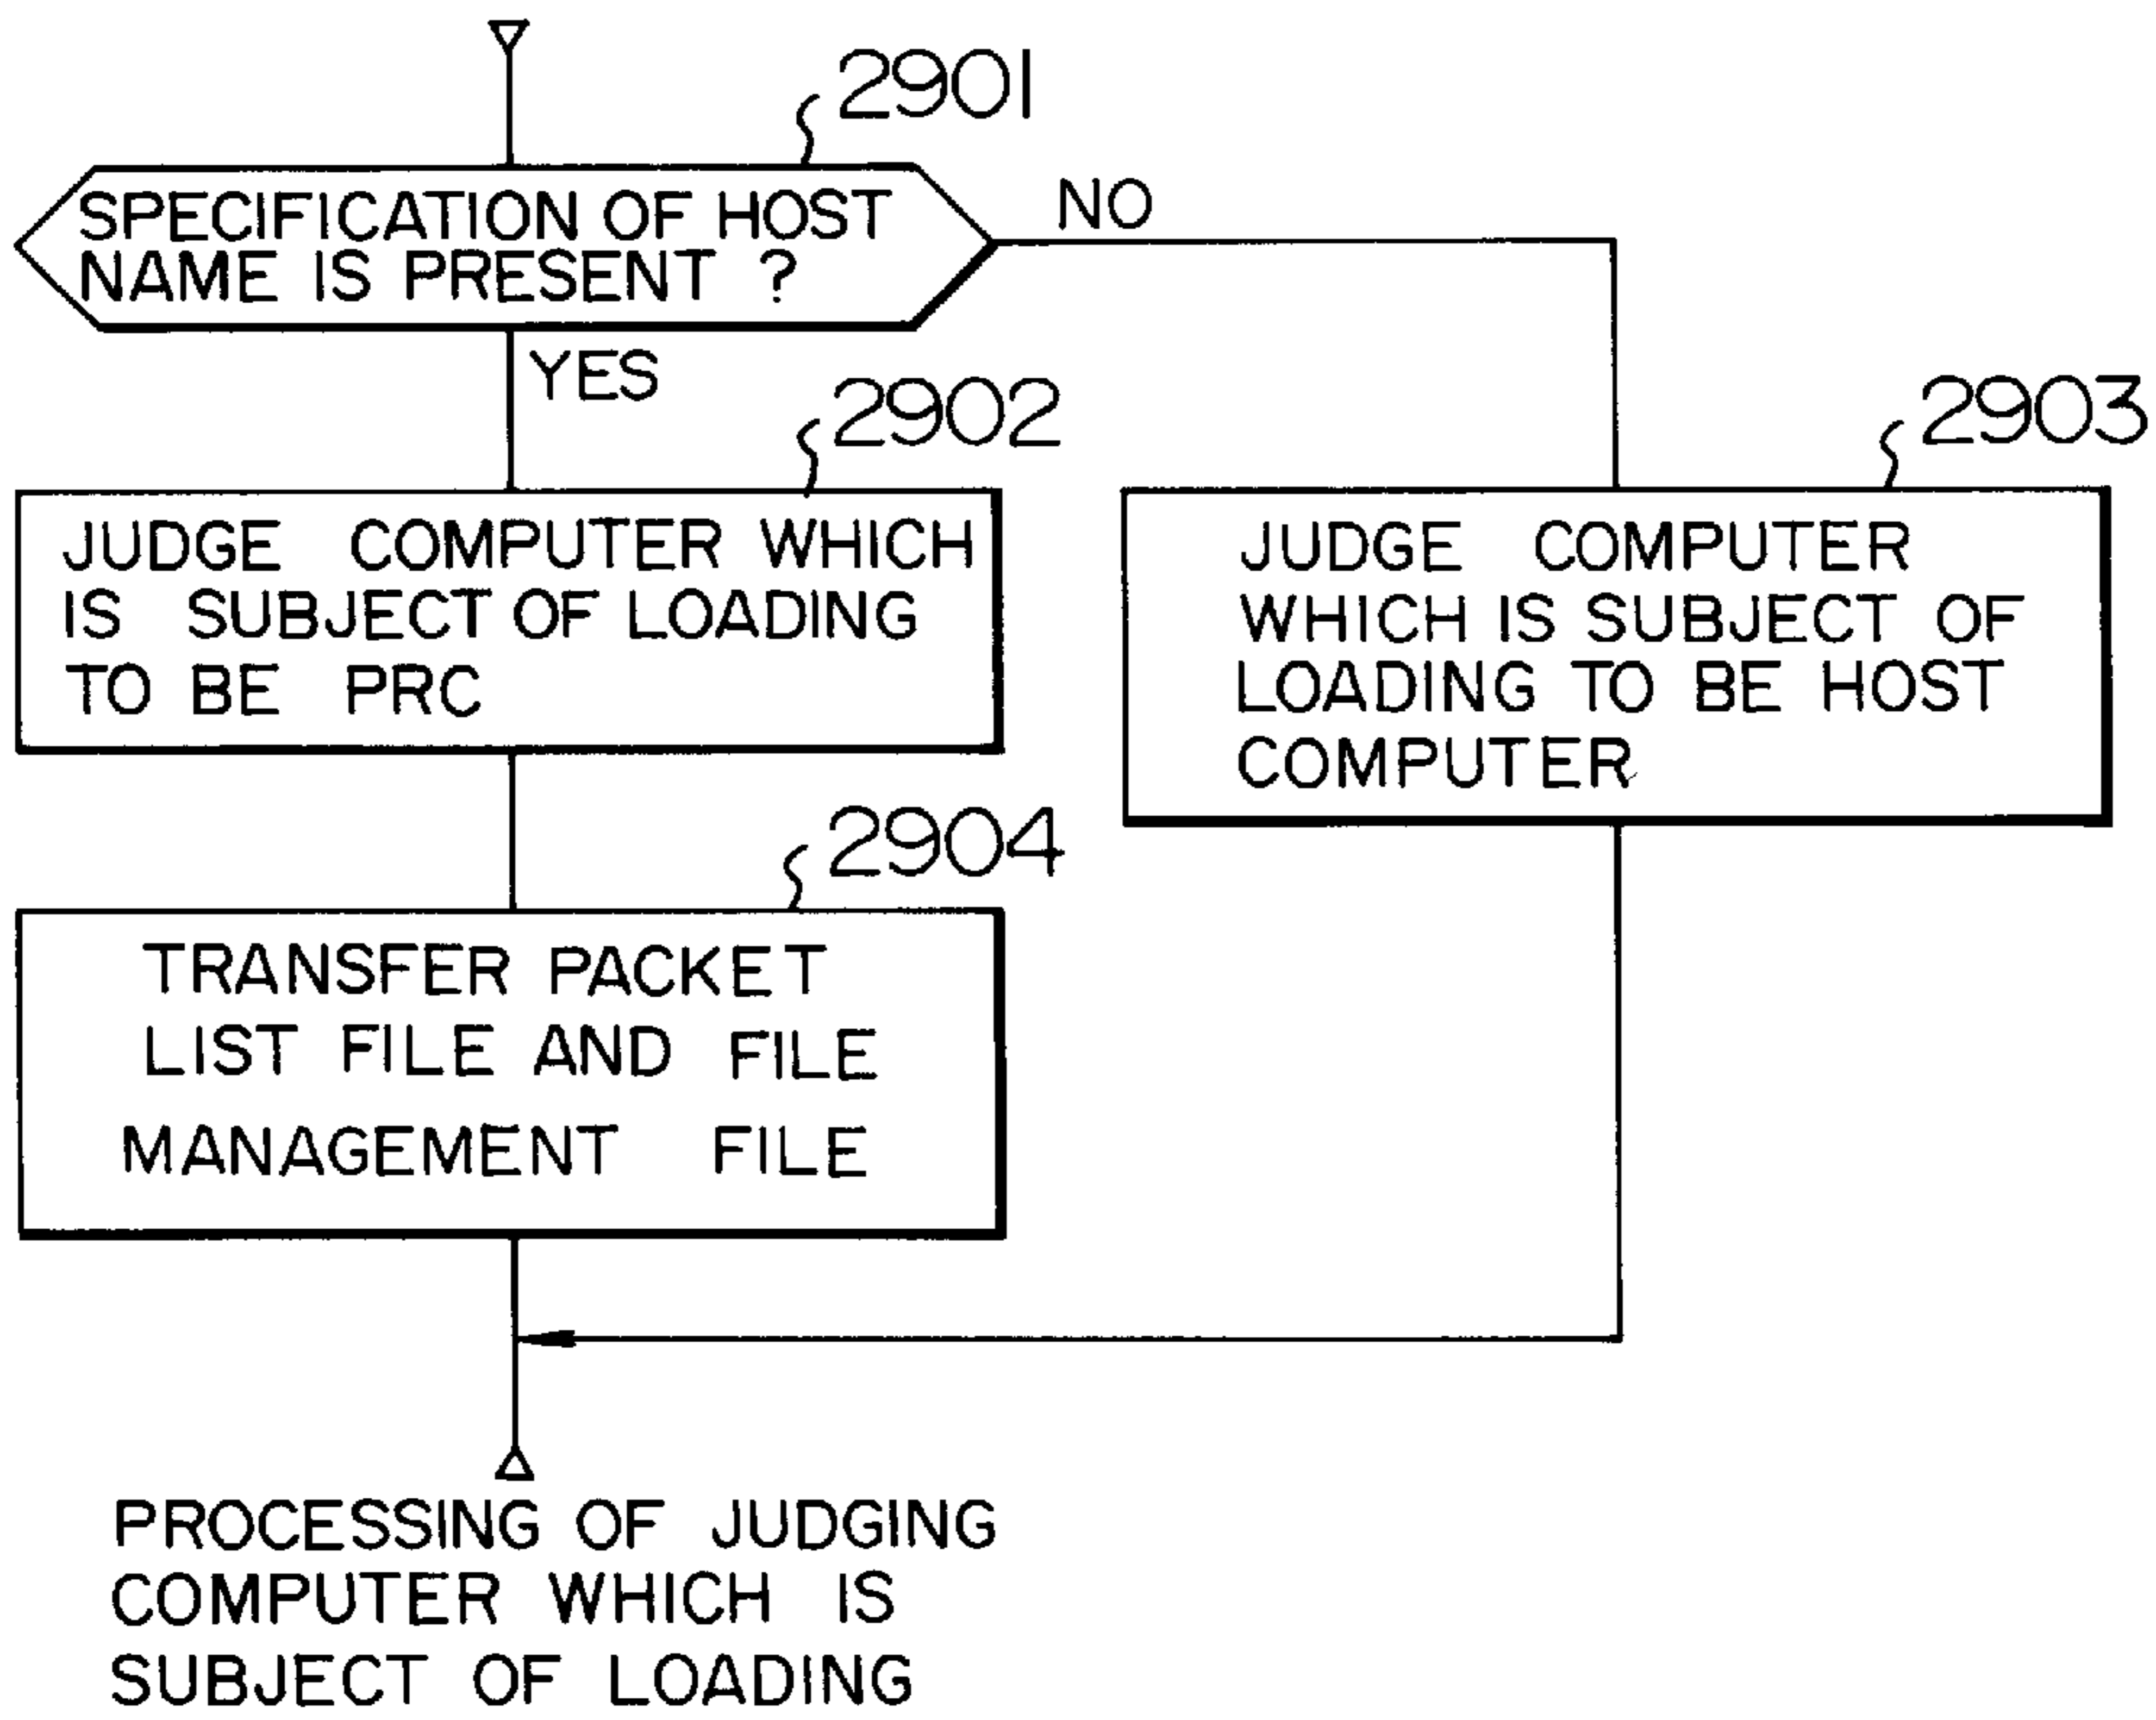 2901
SPECIFICATION OF HOST
NAME IS PRESENT ?
NO
YES
2902
JUDGE COMPUTER WHICH
IS SUBJECT OF LOADING
TO BE PRC
2903
JUDGE COMPUTER
WHICH IS SUBJECT OF
LOADING TO BE HOST
COMPUTER
2904
TRANSFER PACKET
LIST FILE AND FILE
MANAGEMENT FILE
PROCESSING OF JUDGING
COMPUTER WHICH IS
SUBJECT OF LOADING